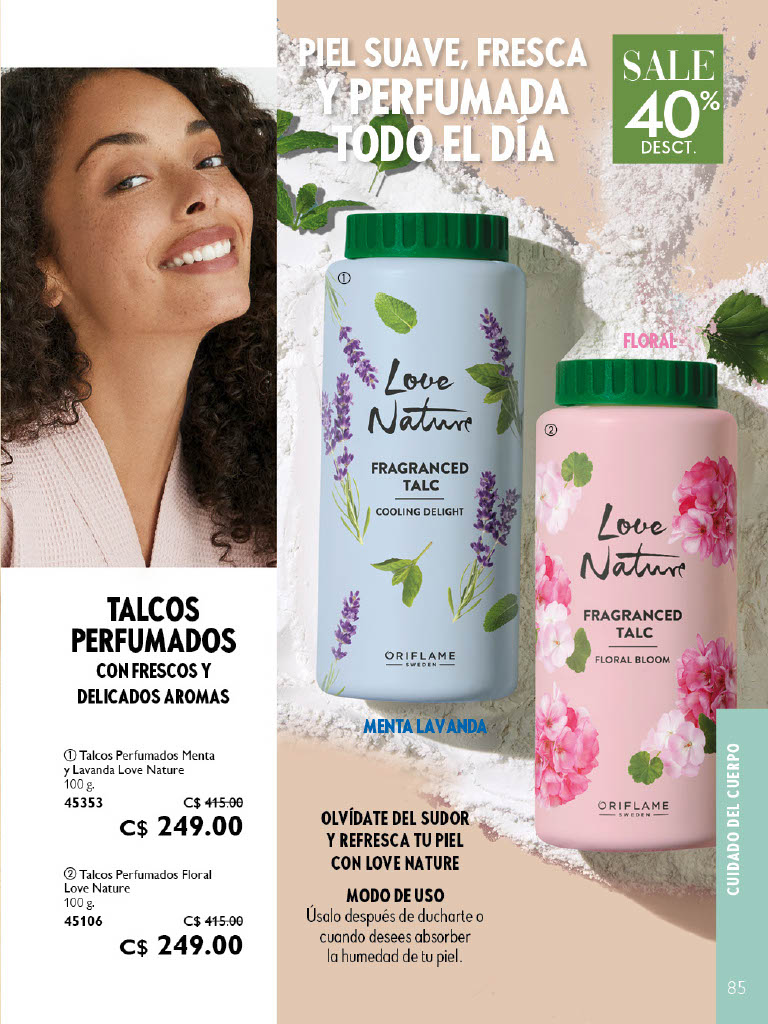 PIEL SUAVE, FRESCA
Y PERFUMADA
TODO EL DÍA
SALE
40%
DESCT.
①
Love
Nature
FRAGRANCED
TALC
COOLING DELIGHT
ORIFLAME
SWEDEN
MENTA LAVANDA
FLORAL
②
Love
Nature
FRAGRANCED
TALC
FLORAL BLOOM
ORIFLAME
SWEDEN
TALCOS
PERFUMADOS
CON FRESCOS Y
DELICADOS AROMAS
① Talcos Perfumados Menta
y Lavanda Love Nature
100 g.
45353 C$ 415.00
C$ 249.00
② Talcos Perfumados Floral
Love Nature
100 g.
45106 C$ 415.00
C$ 249.00
OLVÍDATE DEL SUDOR
Y REFRESCA TU PIEL
CON LOVE NATURE
MODO DE USO
Úsalo después de ducharte o
cuando desees absorber
la humedad de tu piel.
CUIDADO DEL CUERPO
85